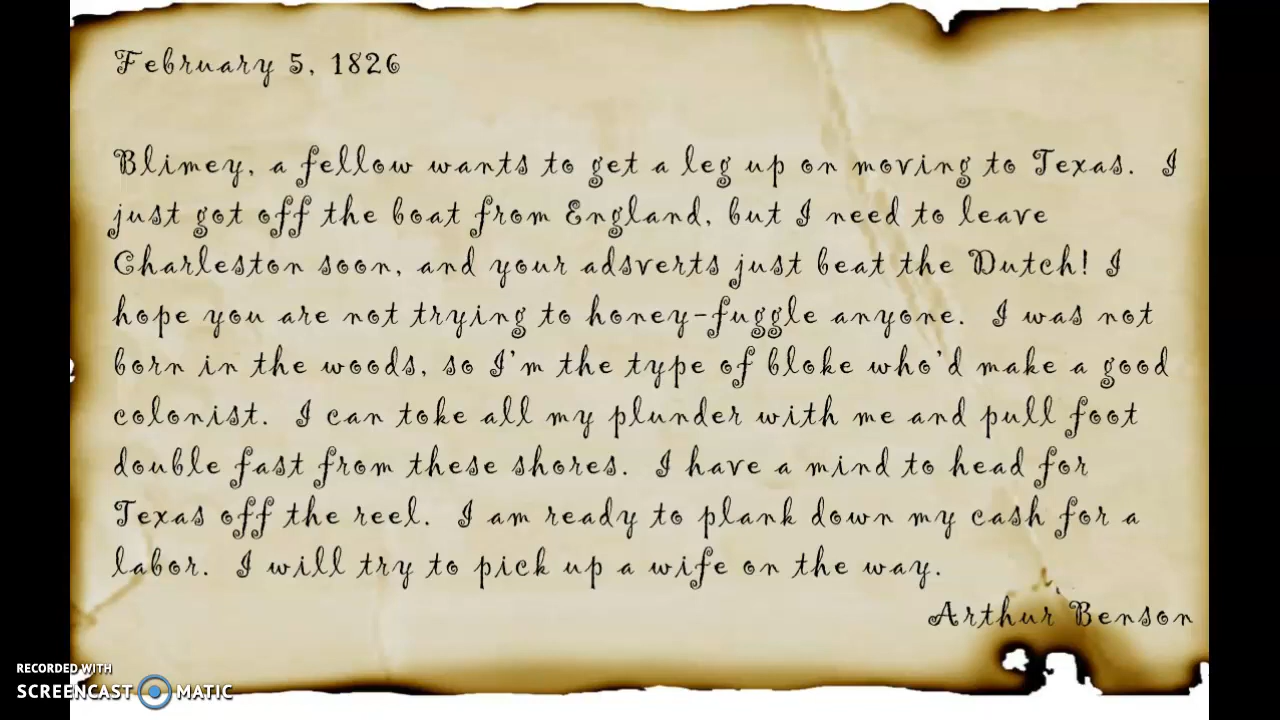 February 5, 1826
Blimey, a fellow wants to get a leg up on moving to Texas. I
just got off the boat from England, but I need to leave
Charleston soon, and your adsverts just beat the Dutch! I
hope you are not trying to honey-fuggle anyone. I was not
born in the woods, so I'm the type of bloke who'd make a good
colonist. I can toke all my plunder with me and pull foot
double fast from these shores. I have a mind to head for
Texas off the reel. I am ready to plank down my cash for a
labor. I will try to pick up a wife on the way.
Arthur Benson
RECORDED WITH
SCREENCAST MATIC